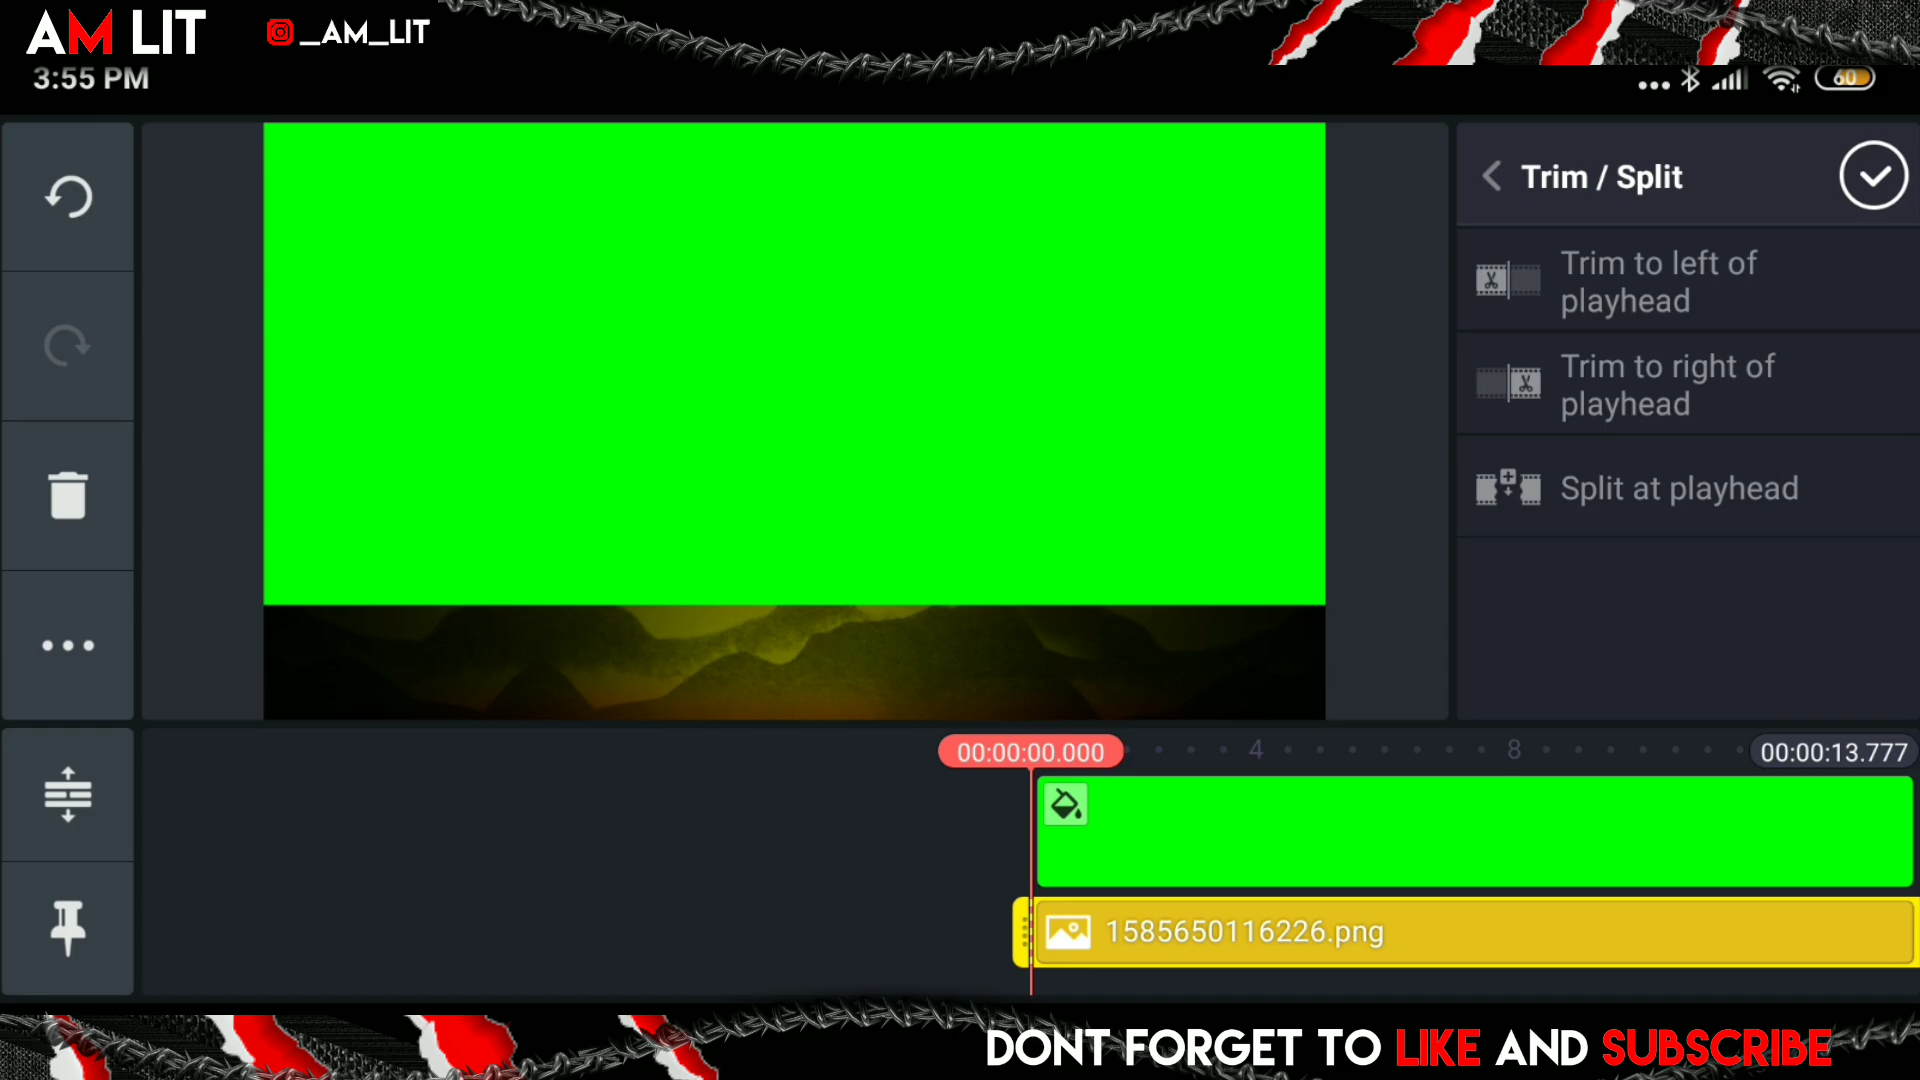 AM LIT
_AM_LIT
3:55 PM
60
Trim / Split
Trim to left of
playhead
Trim to right of
playhead
Split at playhead
00:00:00.000
4
8
00:00:13.777
1585650116226.png
DONT FORGET TO LIKE AND SUBSCRIBE